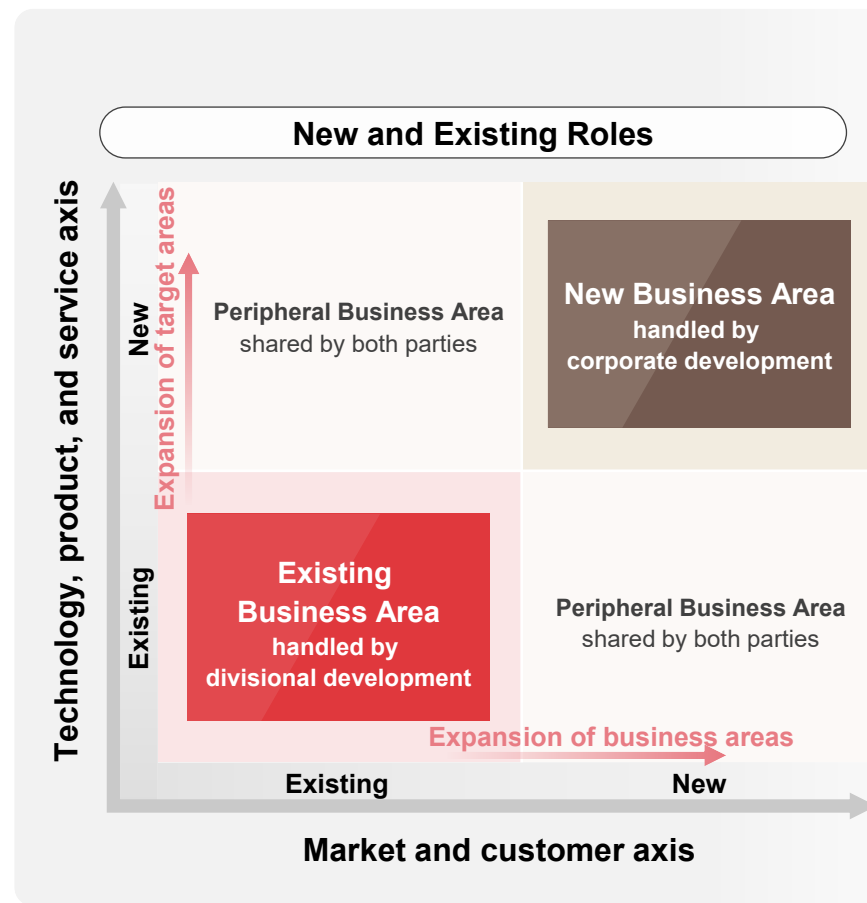 New and Existing Roles
Technology, product, and service axis
New
Existing
Expansion of target areas
Peripheral Business Area
shared by both parties
New Business Area
handled by
corporate development
Existing
Business Area
handled by
divisional development
Peripheral Business Area
shared by both parties
Expansion of business areas
Existing
New
Market and customer axis